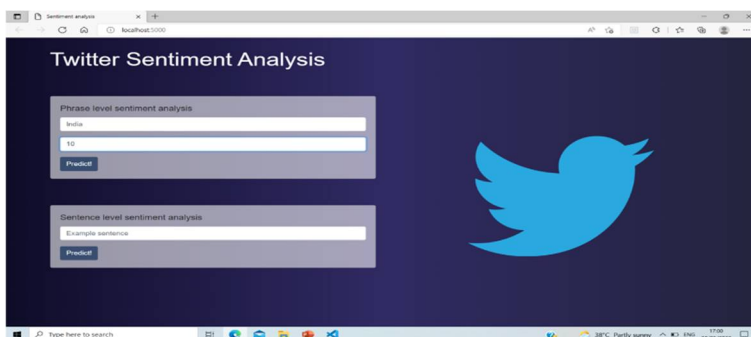 Sentiment analysis
localhost:5000
Twitter Sentiment Analysis
Phrase level sentiment analysis
India
10
Predict!
Sentence level sentiment analysis
Example sentence
Predict!
Type here to search
38°C Partly sunny
ENG
17:00